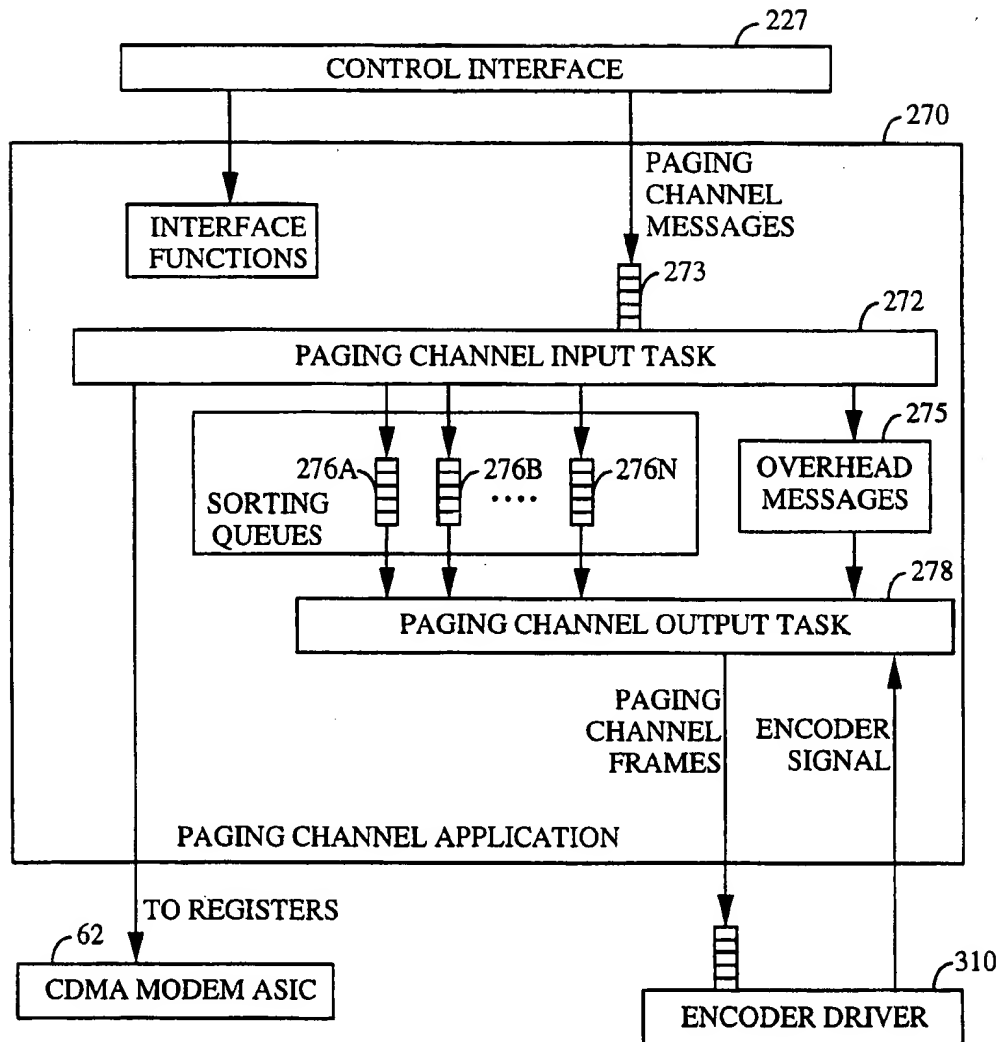 227
CONTROL INTERFACE
270
PAGING
CHANNEL
MESSAGES
INTERFACE
FUNCTIONS
273
272
PAGING CHANNEL INPUT TASK
275
276A
276B
....
276N
SORTING
QUEUES
OVERHEAD
MESSAGES
278
PAGING CHANNEL OUTPUT TASK
PAGING
CHANNEL
FRAMES
ENCODER
SIGNAL
PAGING CHANNEL APPLICATION
TO REGISTERS
62
CDMA MODEM ASIC
310
ENCODER DRIVER